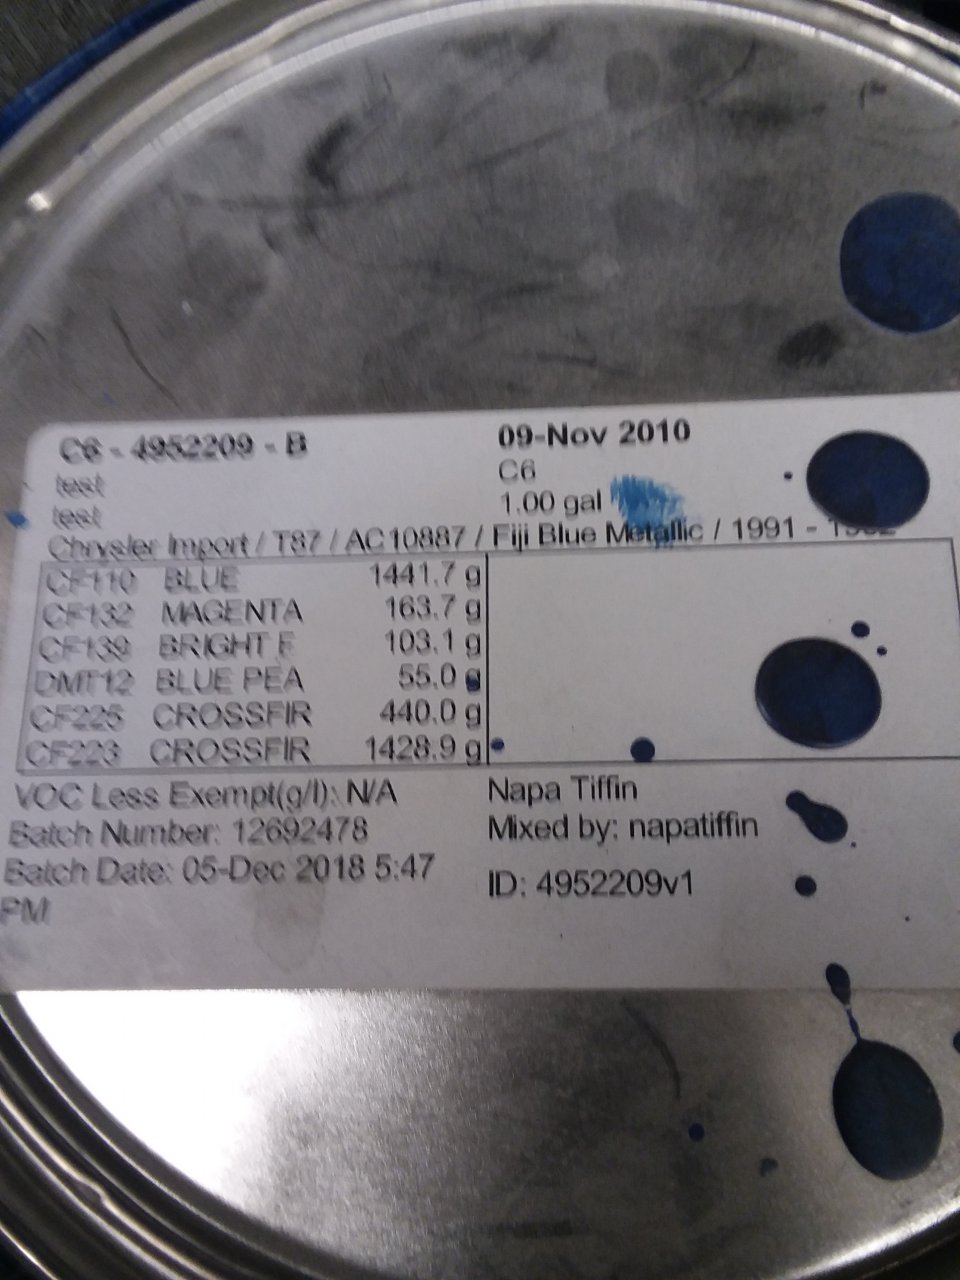 C6 - 4952209 - B 09-Nov 2010
test C6
test 1.00 gal
Chrysler Import / T87 / AC10887 / Fiji Blue Metallic / 1991 -
CF110 BLUE 1441.7 g
CF132 MAGENTA 163.7 g
CF139 BRIGHT F 103.1 g
DMT12 BLUE PEA 55.0 g
CF225 CROSSFIR 440.0 g
CF223 CROSSFIR 1428.9 g
VOC Less Exempt(g/l): N/A Napa Tiffin
Batch Number: 12692478 Mixed by: napatiffin
Batch Date: 05-Dec 2018 5:47 ID: 4952209v1
PM